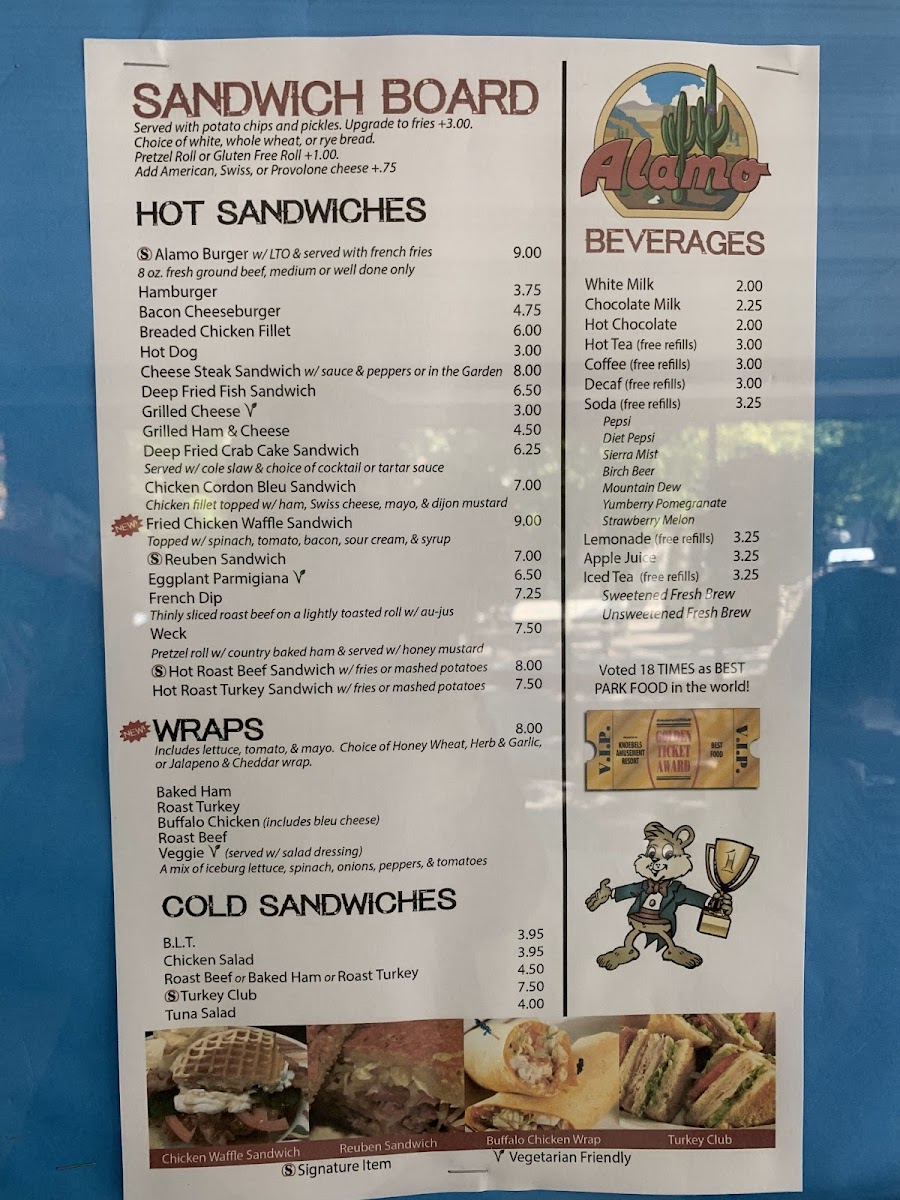 SANDWICH BOARD
Served with potato chips and pickles. Upgrade to fries +3.00.
Choice of white, whole wheat, or rye bread.
Pretzel Roll or Gluten Free Roll +1.00.
Add American, Swiss, or Provolone cheese +.75
HOT SANDWICHES
Ⓢ Alamo Burger w/ LTO & served with french fries 9.00
8 oz. fresh ground beef, medium or well done only
Hamburger 3.75
Bacon Cheeseburger 4.75
Breaded Chicken Fillet 6.00
Hot Dog 3.00
Cheese Steak Sandwich w/ sauce & peppers or in the Garden 8.00
Deep Fried Fish Sandwich 6.50
Grilled Cheese V 3.00
Grilled Ham & Cheese 4.50
Deep Fried Crab Cake Sandwich 6.25
Served w/ cole slaw & choice of cocktail or tartar sauce
Chicken Cordon Bleu Sandwich 7.00
Chicken fillet topped w/ ham, Swiss cheese, mayo, & dijon mustard
NEW! Fried Chicken Waffle Sandwich 9.00
Topped w/ spinach, tomato, bacon, sour cream, & syrup
Ⓢ Reuben Sandwich 7.00
Eggplant Parmigiana V 6.50
French Dip 7.25
Thinly sliced roast beef on a lightly toasted roll w/ au-jus
Weck 7.50
Pretzel roll w/ country baked ham & served w/ honey mustard
Ⓢ Hot Roast Beef Sandwich w/ fries or mashed potatoes 8.00
Hot Roast Turkey Sandwich w/ fries or mashed potatoes 7.50
NEW! WRAPS 8.00
Includes lettuce, tomato, & mayo. Choice of Honey Wheat, Herb & Garlic,
or Jalapeno & Cheddar wrap.
Baked Ham
Roast Turkey
Buffalo Chicken (includes bleu cheese)
Roast Beef
Veggie V (served w/ salad dressing)
A mix of iceburg lettuce, spinach, onions, peppers, & tomatoes
COLD SANDWICHES
B.L.T. 3.95
Chicken Salad 3.95
Roast Beef or Baked Ham or Roast Turkey 4.50
Ⓢ Turkey Club 7.50
Tuna Salad 4.00
Alamo
BEVERAGES
White Milk 2.00
Chocolate Milk 2.25
Hot Chocolate 2.00
Hot Tea (free refills) 3.00
Coffee (free refills) 3.00
Decaf (free refills) 3.00
Soda (free refills) 3.25
Pepsi
Diet Pepsi
Sierra Mist
Birch Beer
Mountain Dew
Yumberry Pomegranate
Strawberry Melon
Lemonade (free refills) 3.25
Apple Juice 3.25
Iced Tea (free refills) 3.25
Sweetened Fresh Brew
Unsweetened Fresh Brew
Voted 18 TIMES as BEST
PARK FOOD in the world!
V.I.P.
KNOEBELS
AMUSEMENT
RESORT
GOLDEN
TICKET
AWARD
BEST
FOOD
V.I.P.
1
Chicken Waffle Sandwich
Reuben Sandwich
Buffalo Chicken Wrap
Turkey Club
Ⓢ Signature Item
V Vegetarian Friendly